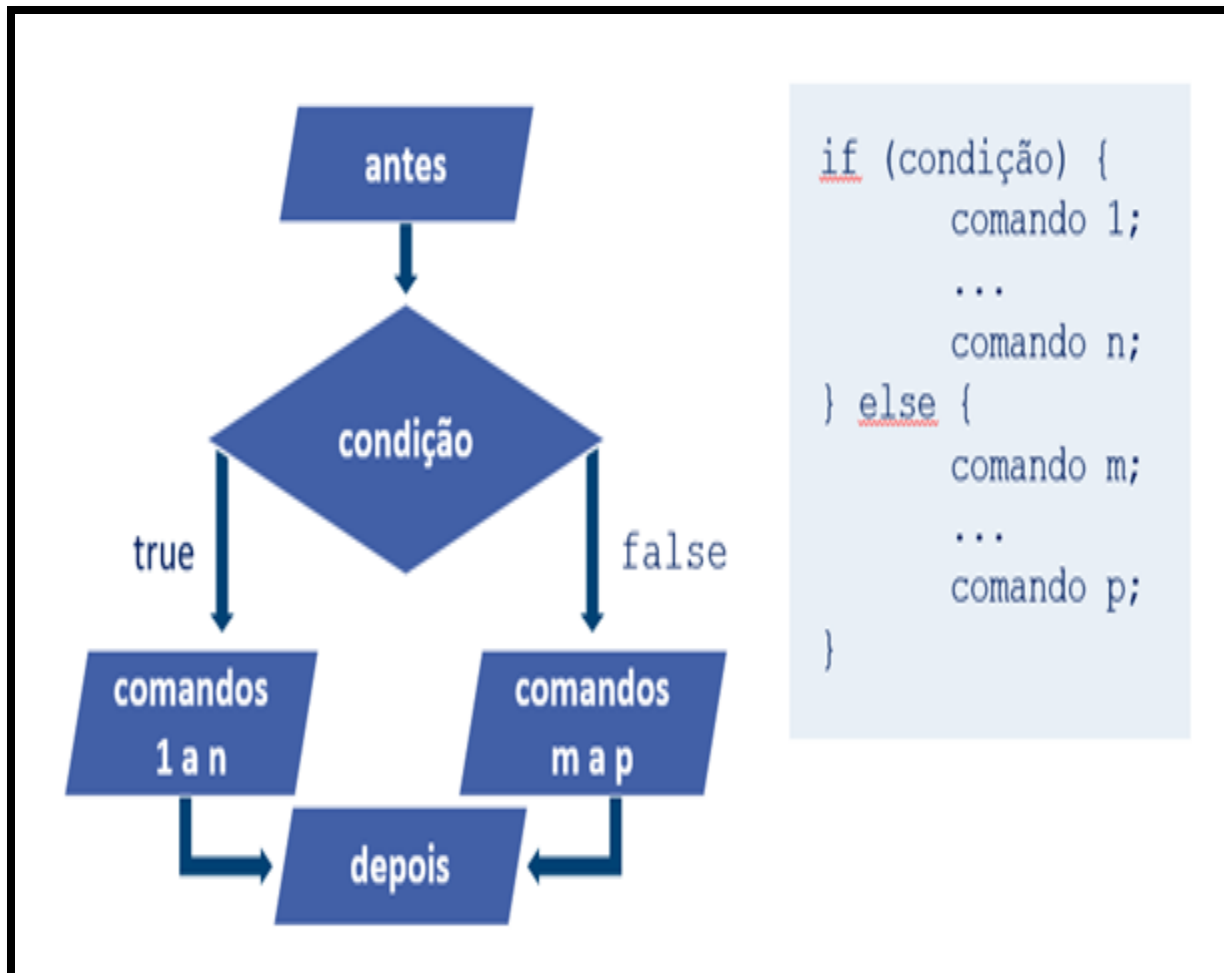 antes
condição
true
false
comandos
1 a n
comandos
m a p
depois
if (condição) {
comando 1;
...
comando n;
} else {
comando m;
...
comando p;
}